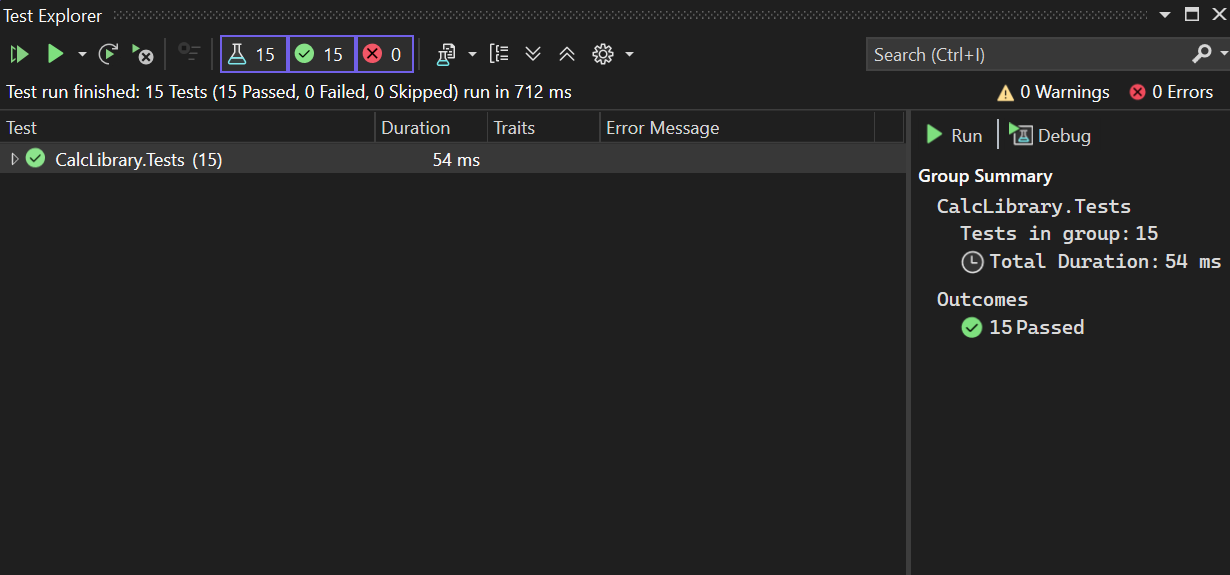 Test Explorer
15 15 0
Search (Ctrl+I)
Test run finished: 15 Tests (15 Passed, 0 Failed, 0 Skipped) run in 712 ms
0 Warnings 0 Errors
Test Duration Traits Error Message
CalcLibrary.Tests (15) 54 ms
Run Debug
Group Summary
CalcLibrary.Tests
Tests in group: 15
Total Duration: 54 ms
Outcomes
15 Passed